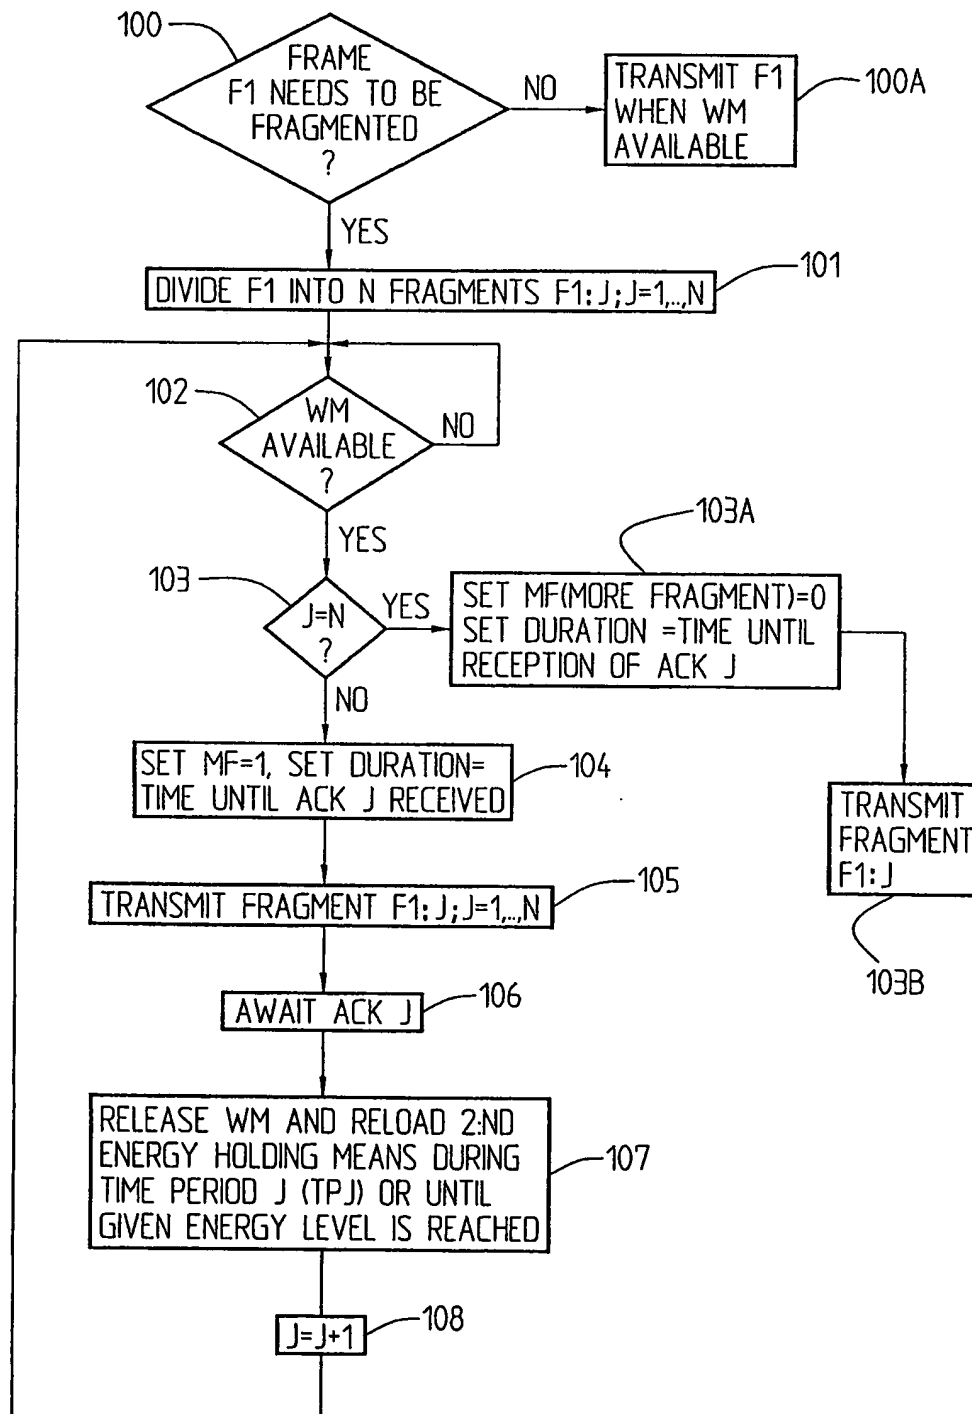 100
FRAME
F1 NEEDS TO BE
FRAGMENTED
?
NO
TRANSMIT F1
WHEN WM
AVAILABLE
100A
YES
101
DIVIDE F1 INTO N FRAGMENTS F1:J;J=1,..,N
102
WM
AVAILABLE
?
NO
YES
103A
103
J=N
?
YES
SET MF(MORE FRAGMENT)=0
SET DURATION =TIME UNTIL
RECEPTION OF ACK J
NO
SET MF=1, SET DURATION=
TIME UNTIL ACK J RECEIVED
104
TRANSMIT
FRAGMENT
F1:J
103B
TRANSMIT FRAGMENT F1:J;J=1,..,N
105
AWAIT ACK J
106
RELEASE WM AND RELOAD 2:ND
ENERGY HOLDING MEANS DURING
TIME PERIOD J (TPJ) OR UNTIL
GIVEN ENERGY LEVEL IS REACHED
107
J=J+1
108